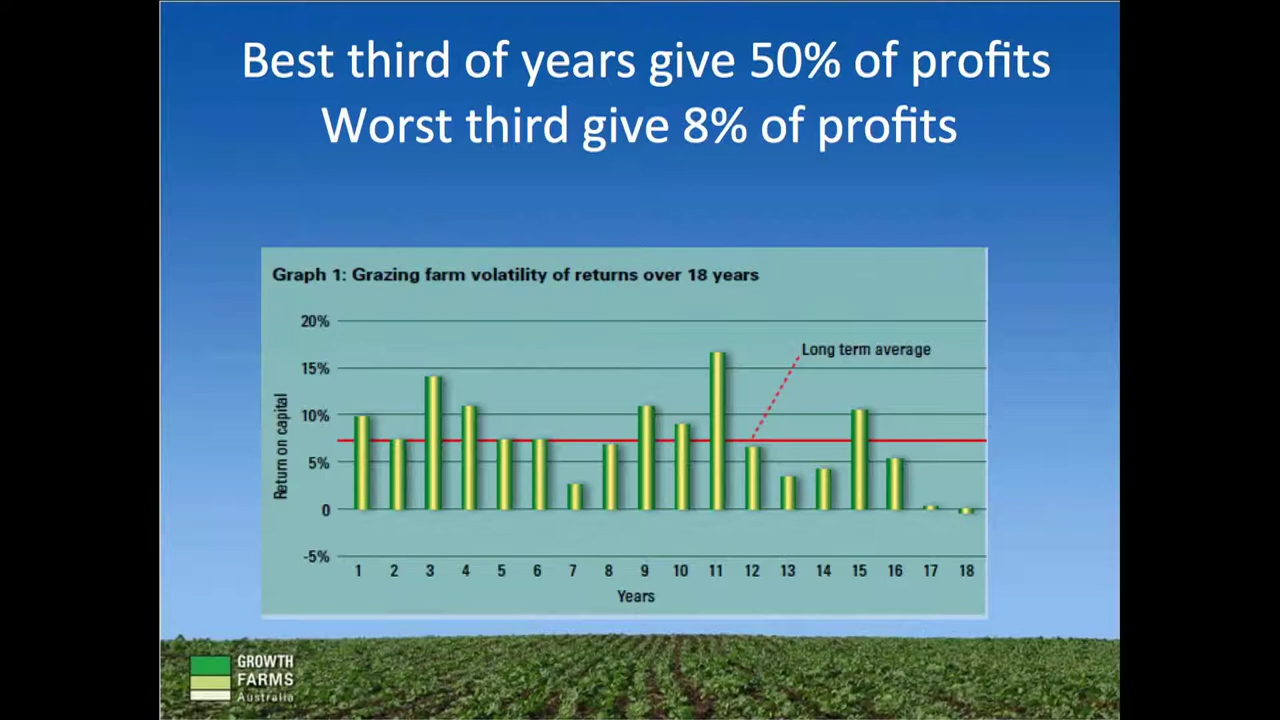 Best third of years give 50% of profits
Worst third give 8% of profits
Graph 1: Grazing farm volatility of returns over 18 years
20%
Long term average
15%
10%
5%
0
-5%
Return on capital
1 2 3 4 5 6 7 8 9 10 11 12 13 14 15 16 17 18
Years
GROWTH
FARMS
Australia